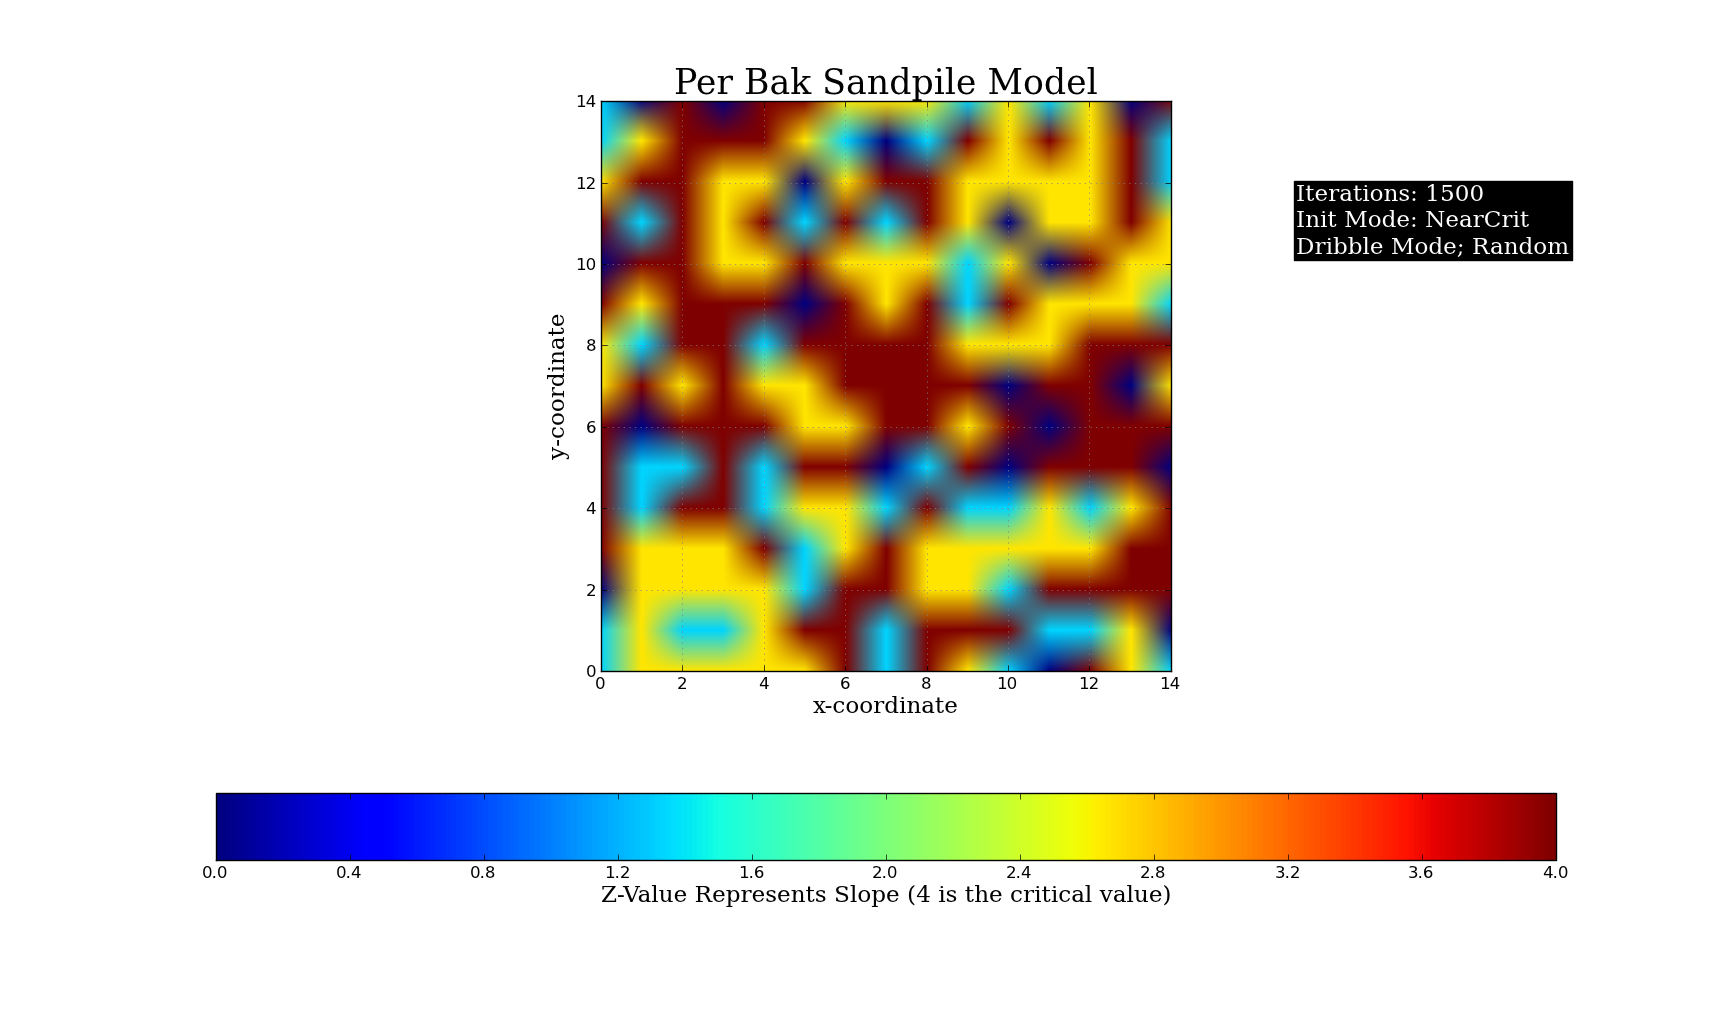 Per Bak Sandpile Model
14
12
10
8
6
4
2
0
y-coordinate
0 2 4 6 8 10 12 14
x-coordinate
Iterations: 1500
Init Mode: NearCrit
Dribble Mode; Random
0.0 0.4 0.8 1.2 1.6 2.0 2.4 2.8 3.2 3.6 4.0
Z-Value Represents Slope (4 is the critical value)